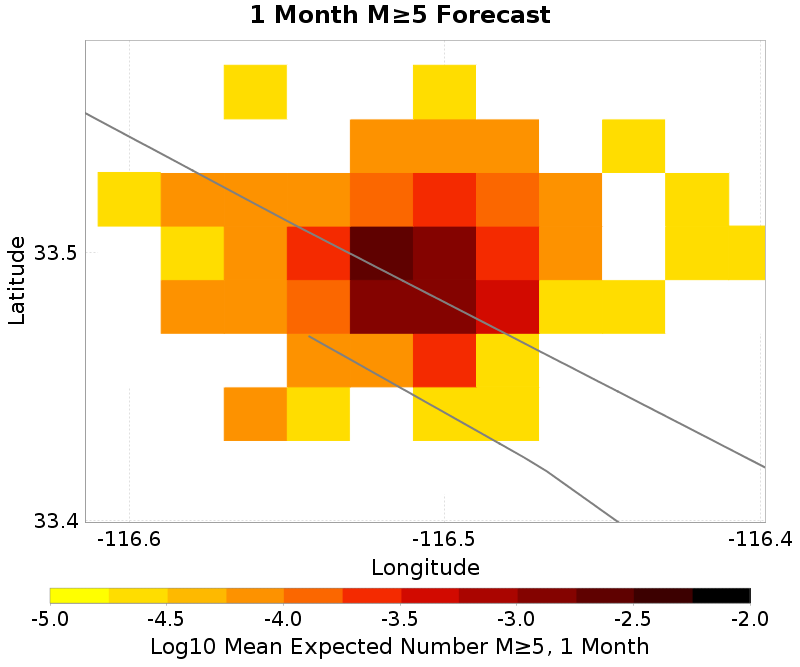 1 Month M≥5 Forecast
Latitude
33.5
33.4
-116.6 -116.5 -116.4
Longitude
-5.0 -4.5 -4.0 -3.5 -3.0 -2.5 -2.0
Log10 Mean Expected Number M≥5, 1 Month